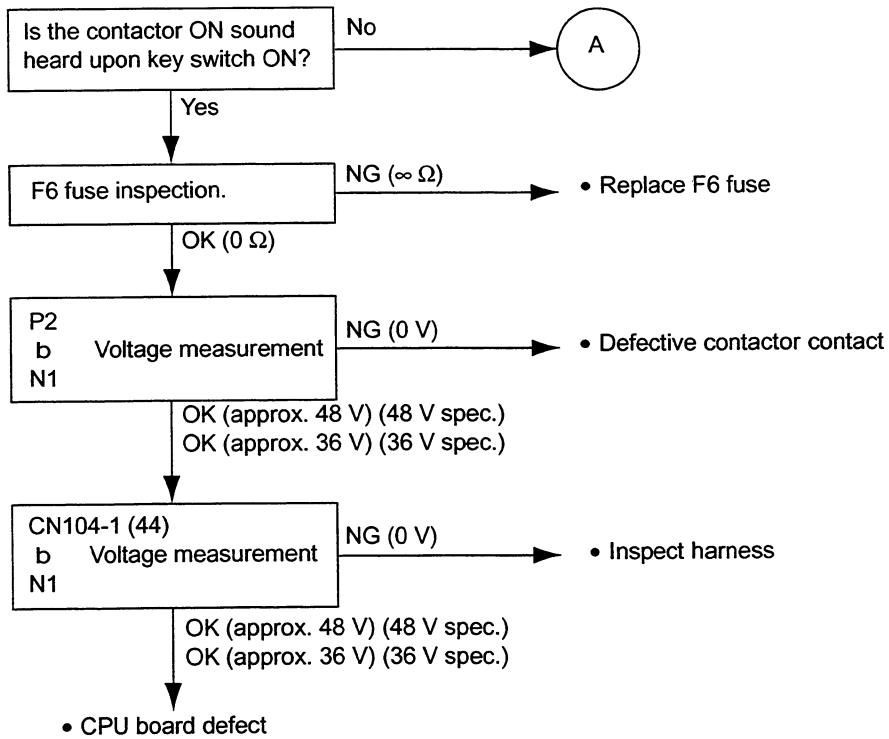 Is the contactor ON sound
heard upon key switch ON?
No
A
Yes
F6 fuse inspection.
NG (∞ Ω)
• Replace F6 fuse
OK (0 Ω)
P2
b Voltage measurement
N1
NG (0 V)
• Defective contactor contact
OK (approx. 48 V) (48 V spec.)
OK (approx. 36 V) (36 V spec.)
CN104-1 (44)
b Voltage measurement
N1
NG (0 V)
• Inspect harness
OK (approx. 48 V) (48 V spec.)
OK (approx. 36 V) (36 V spec.)
• CPU board defect